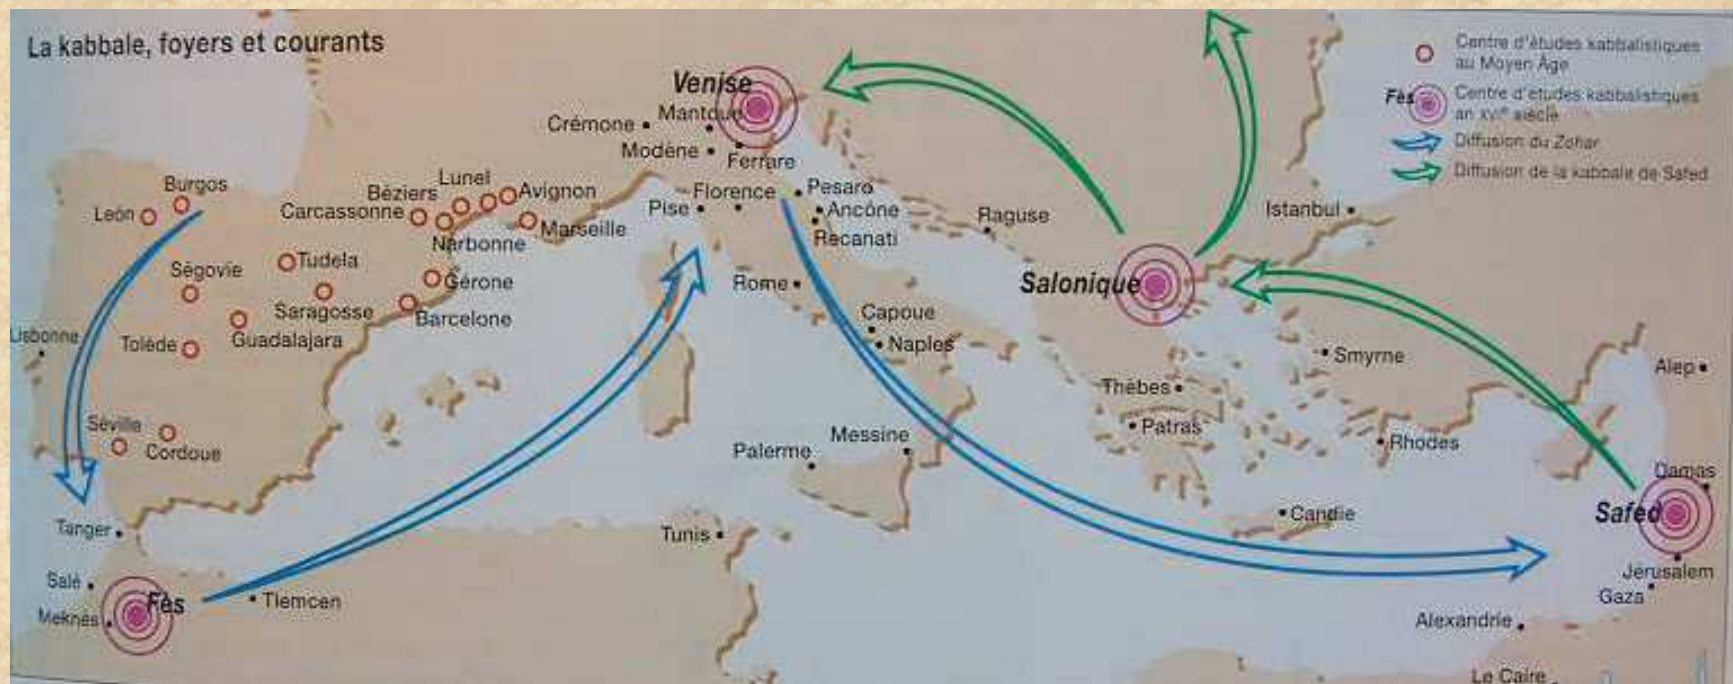 La kabbale, foyers et courants
Centre d'études kabbalistiques
au Moyen Âge
Fès
Centre d'études kabbalistiques
au XVIe siècle
Diffusion du Zohar
Diffusion de la kabbale de Safed
Venise
Mantoue
Crémone
Modène
Ferrare
Burgos
León
Lunel
Béziers
Avignon
Carcassonne
Narbonne
Marseille
Florence
Pise
Pesaro
Ancône
Recanati
Raguse
Istanbul
Ségovie
Tudela
Gérone
Saragosse
Barcelone
Guadalajara
Tolède
Lisbonne
Rome
Salonique
Capoue
Naples
Smyrne
Alep
Thèbes
Patras
Rhodes
Séville
Cordoue
Messine
Palerme
Damas
Safed
Candie
Tanger
Tunis
Salé
Fès
Meknès
Tlemcen
Jérusalem
Gaza
Alexandrie
Le Caire